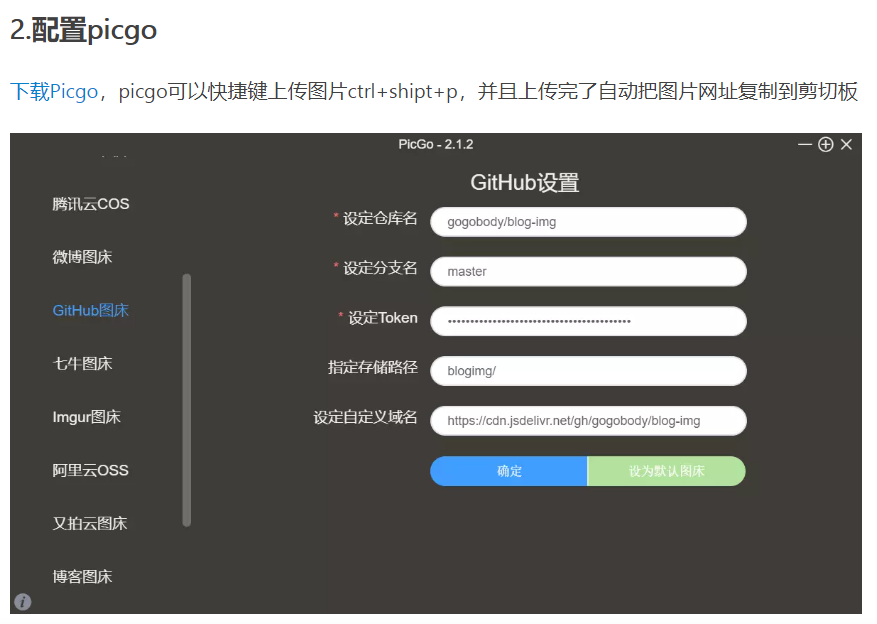 2.配置picgo
下载Picgo，picgo可以快捷键上传图片ctrl+shipt+p，并且上传完了自动把图片网址复制到剪切板
PicGo - 2.1.2
腾讯云COS
微博图床
GitHub图床
七牛图床
Imgur图床
阿里云OSS
又拍云图床
博客图床
GitHub设置
* 设定仓库名 gogobody/blog-img
* 设定分支名 master
* 设定Token
指定存储路径 blogimg/
设定自定义域名 https://cdn.jsdelivr.net/gh/gogobody/blog-img
确定 设为默认图床